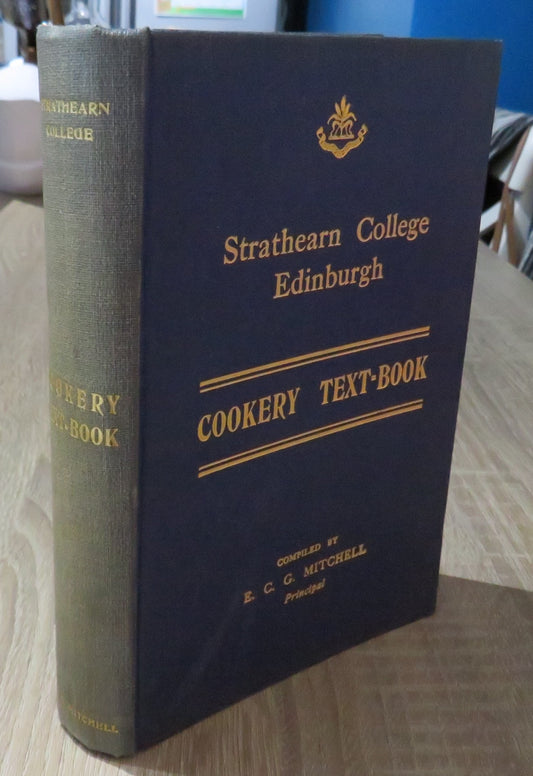 STRATHEARN
COLLEGE
COOKERY
TEXT-BOOK
MITCHELL
Strathearn College
Edinburgh
COOKERY TEXT-BOOK
COMPILED BY
E. C. G. MITCHELL
Principal